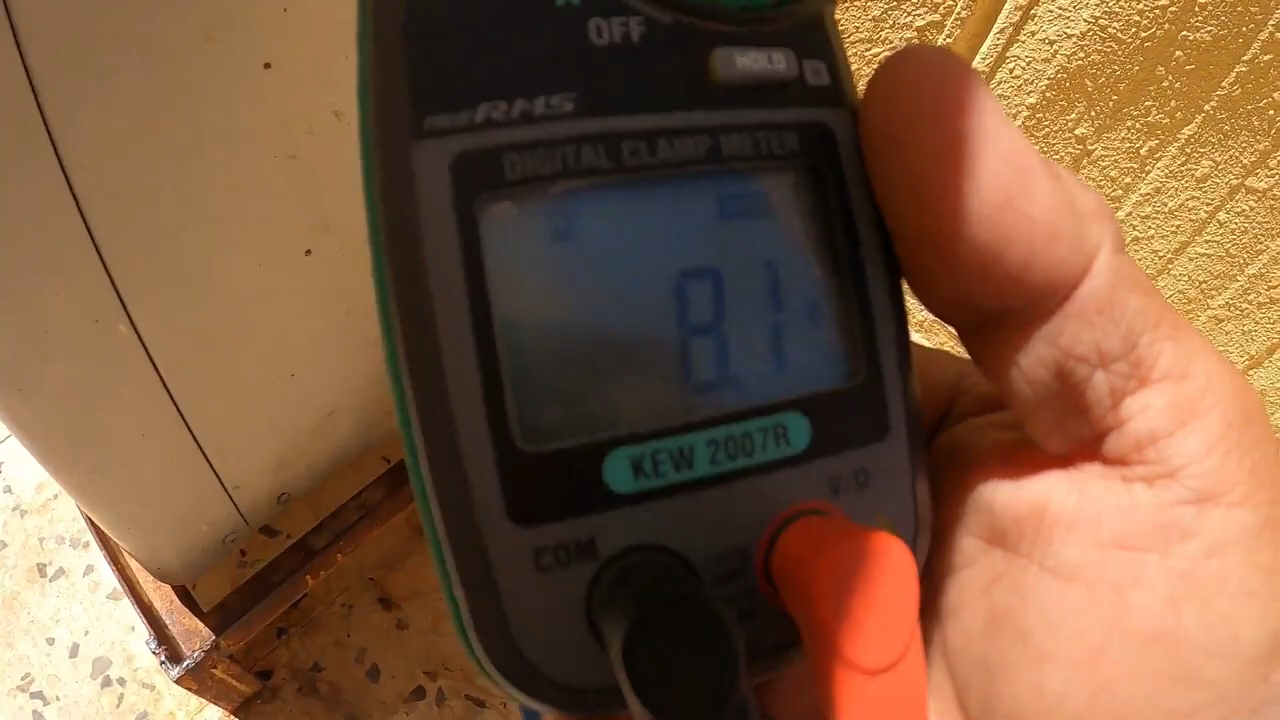 OFF
HOLD
RMS
DIGITAL CLAMP METER
8.1
KEW 2007R
V/Ω
COM